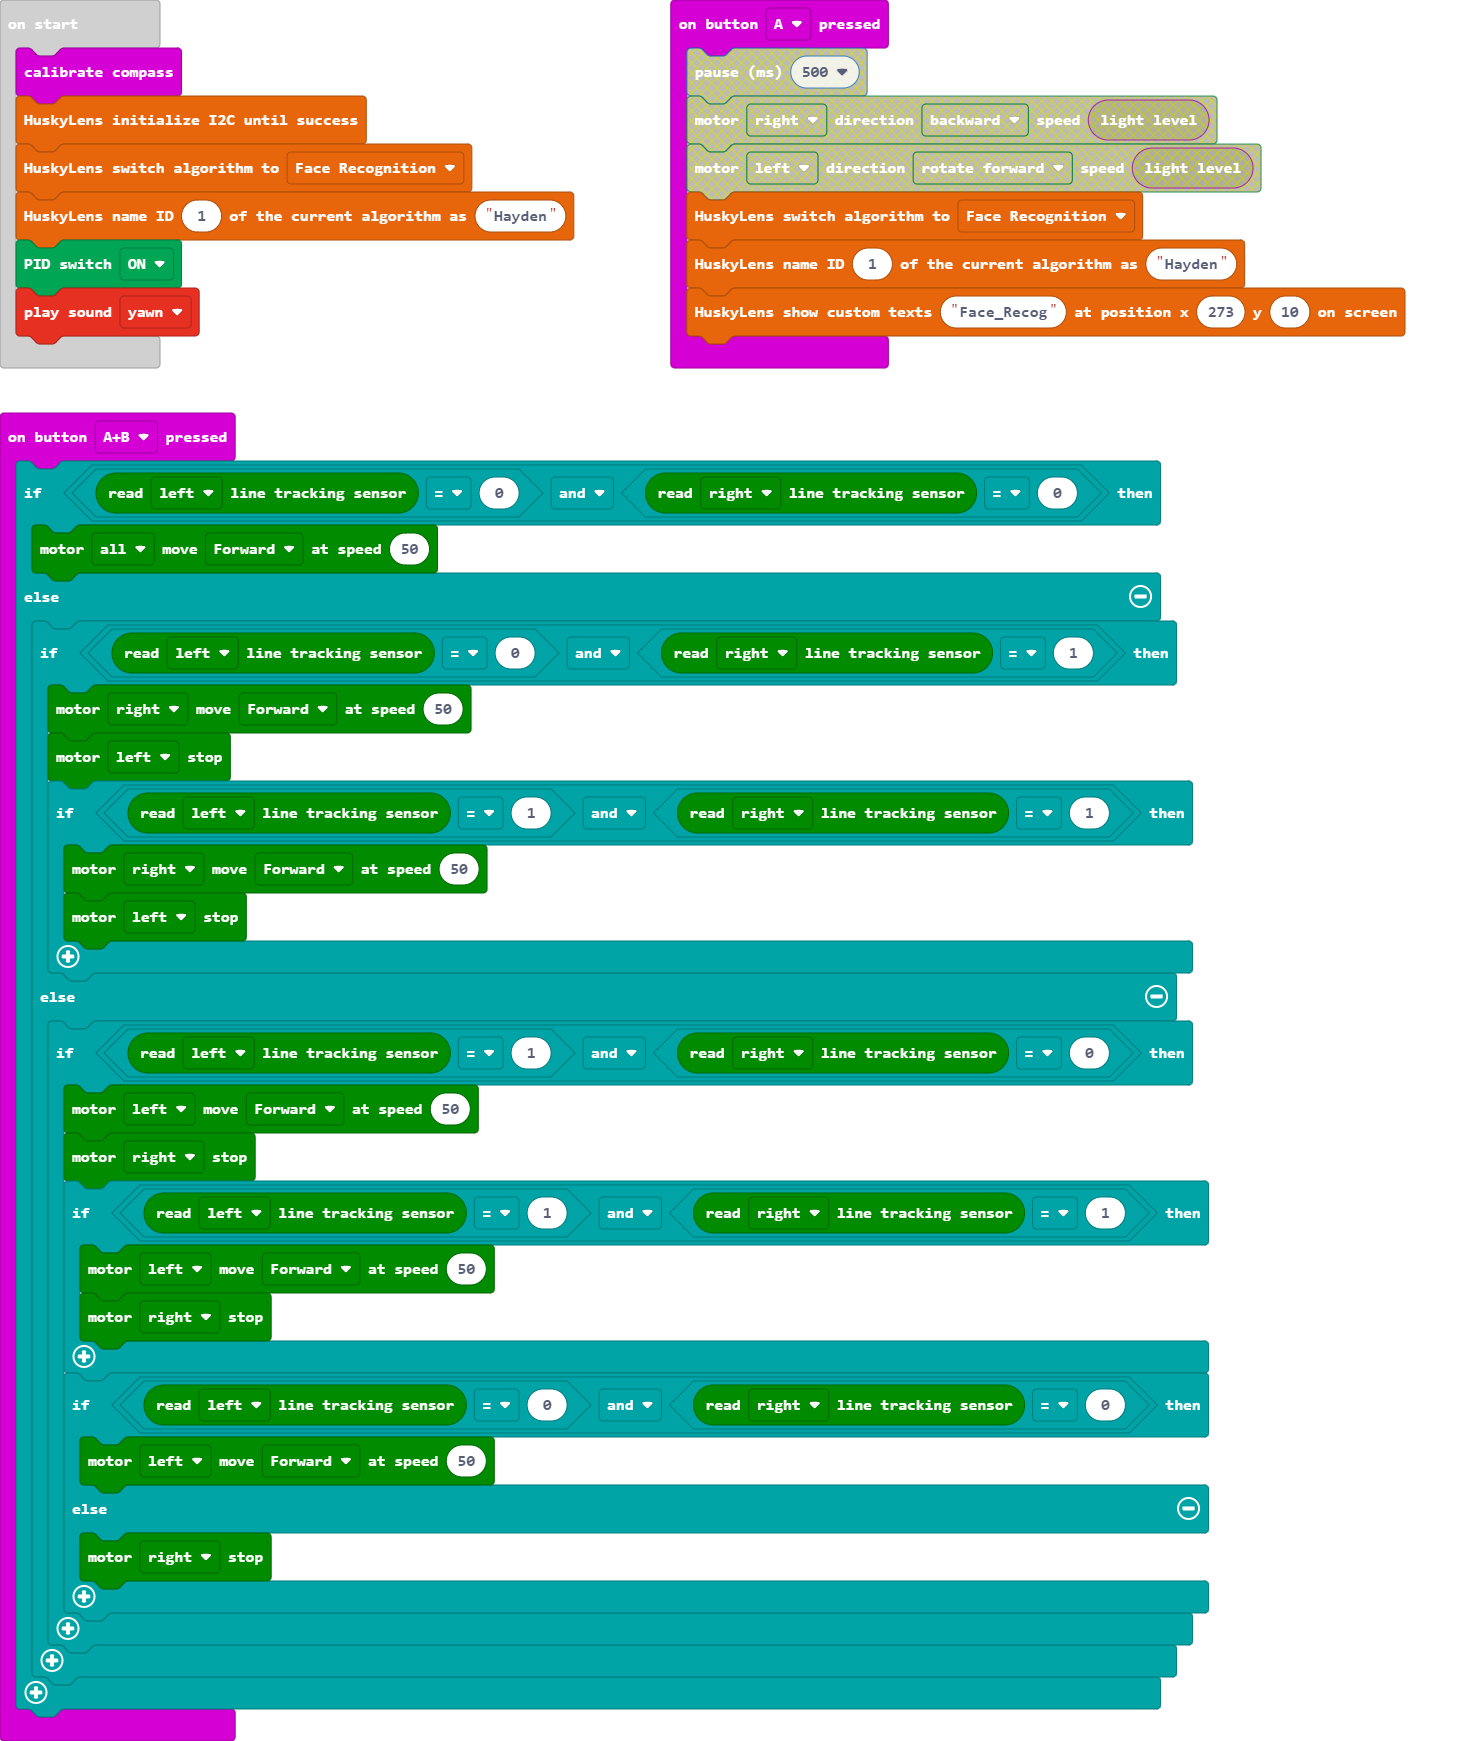 on start
calibrate compass
HuskyLens initialize I2C until success
HuskyLens switch algorithm to Face Recognition
HuskyLens name ID 1 of the current algorithm as "Hayden"
PID switch ON
play sound yawn
on button A pressed
pause (ms) 500
motor right direction backward speed light level
motor left direction rotate forward speed light level
HuskyLens switch algorithm to Face Recognition
HuskyLens name ID 1 of the current algorithm as "Hayden"
HuskyLens show custom texts "Face_Recog" at position x 273 y 10 on screen
on button A+B pressed
if read left line tracking sensor = 0 and read right line tracking sensor = 0 then
motor all move Forward at speed 50
else
if read left line tracking sensor = 0 and read right line tracking sensor = 1 then
motor right move Forward at speed 50
motor left stop
if read left line tracking sensor = 1 and read right line tracking sensor = 1 then
motor right move Forward at speed 50
motor left stop
else
if read left line tracking sensor = 1 and read right line tracking sensor = 0 then
motor left move Forward at speed 50
motor right stop
if read left line tracking sensor = 1 and read right line tracking sensor = 1 then
motor left move Forward at speed 50
motor right stop
if read left line tracking sensor = 0 and read right line tracking sensor = 0 then
motor left move Forward at speed 50
else
motor right stop